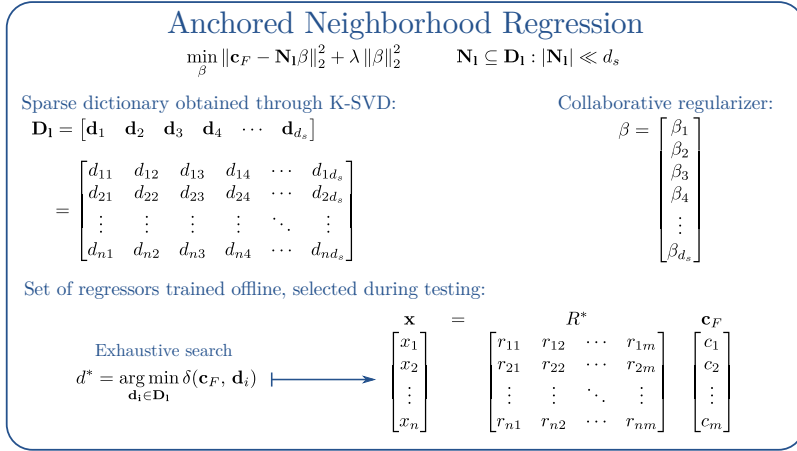 Anchored Neighborhood Regression
min_β ‖c_F − N_l β‖₂² + λ ‖β‖₂²    N_l ⊆ D_l : |N_l| ≪ d_s
Sparse dictionary obtained through K-SVD:    Collaborative regularizer:
D_l = [d_1 d_2 d_3 d_4 ⋯ d_{d_s}]
= [d_11 d_12 d_13 d_14 ⋯ d_{1d_s}
d_21 d_22 d_23 d_24 ⋯ d_{2d_s}
⋮ ⋮ ⋮ ⋮ ⋱ ⋮
d_n1 d_n2 d_n3 d_n4 ⋯ d_{nd_s}]
β = [β_1
β_2
β_3
β_4
⋮
β_{d_s}]
Set of regressors trained offline, selected during testing:
Exhaustive search
d* = arg min_{d_i∈D_l} δ(c_F, d_i)
x = R* c_F
[x_1] [r_11 r_12 ⋯ r_1m] [c_1]
[x_2] [r_21 r_22 ⋯ r_2m] [c_2]
[⋮] [⋮ ⋮ ⋱ ⋮] [⋮]
[x_n] [r_n1 r_n2 ⋯ r_nm] [c_m]